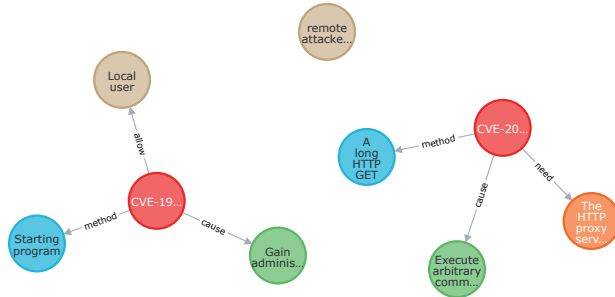 remote
attacke…
Local
user
allow
CVE-19…
method
cause
Starting
program
Gain
adminis…
CVE-20…
method
A
long
HTTP
GET
cause
need
Execute
arbitrary
comm…
The
HTTP
proxy
serv…